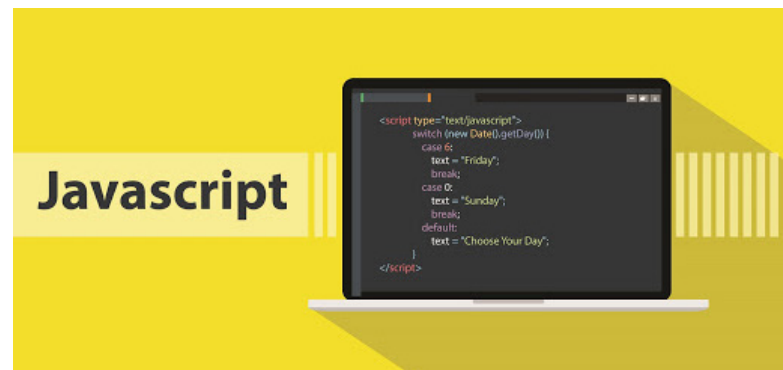 Javascript
<script type="text/javascript">
switch (new Date().getDay()) {
case 6:
text = "Friday";
break;
case 0:
text = "Sunday";
break;
default:
text = "Choose Your Day";
}
</script>